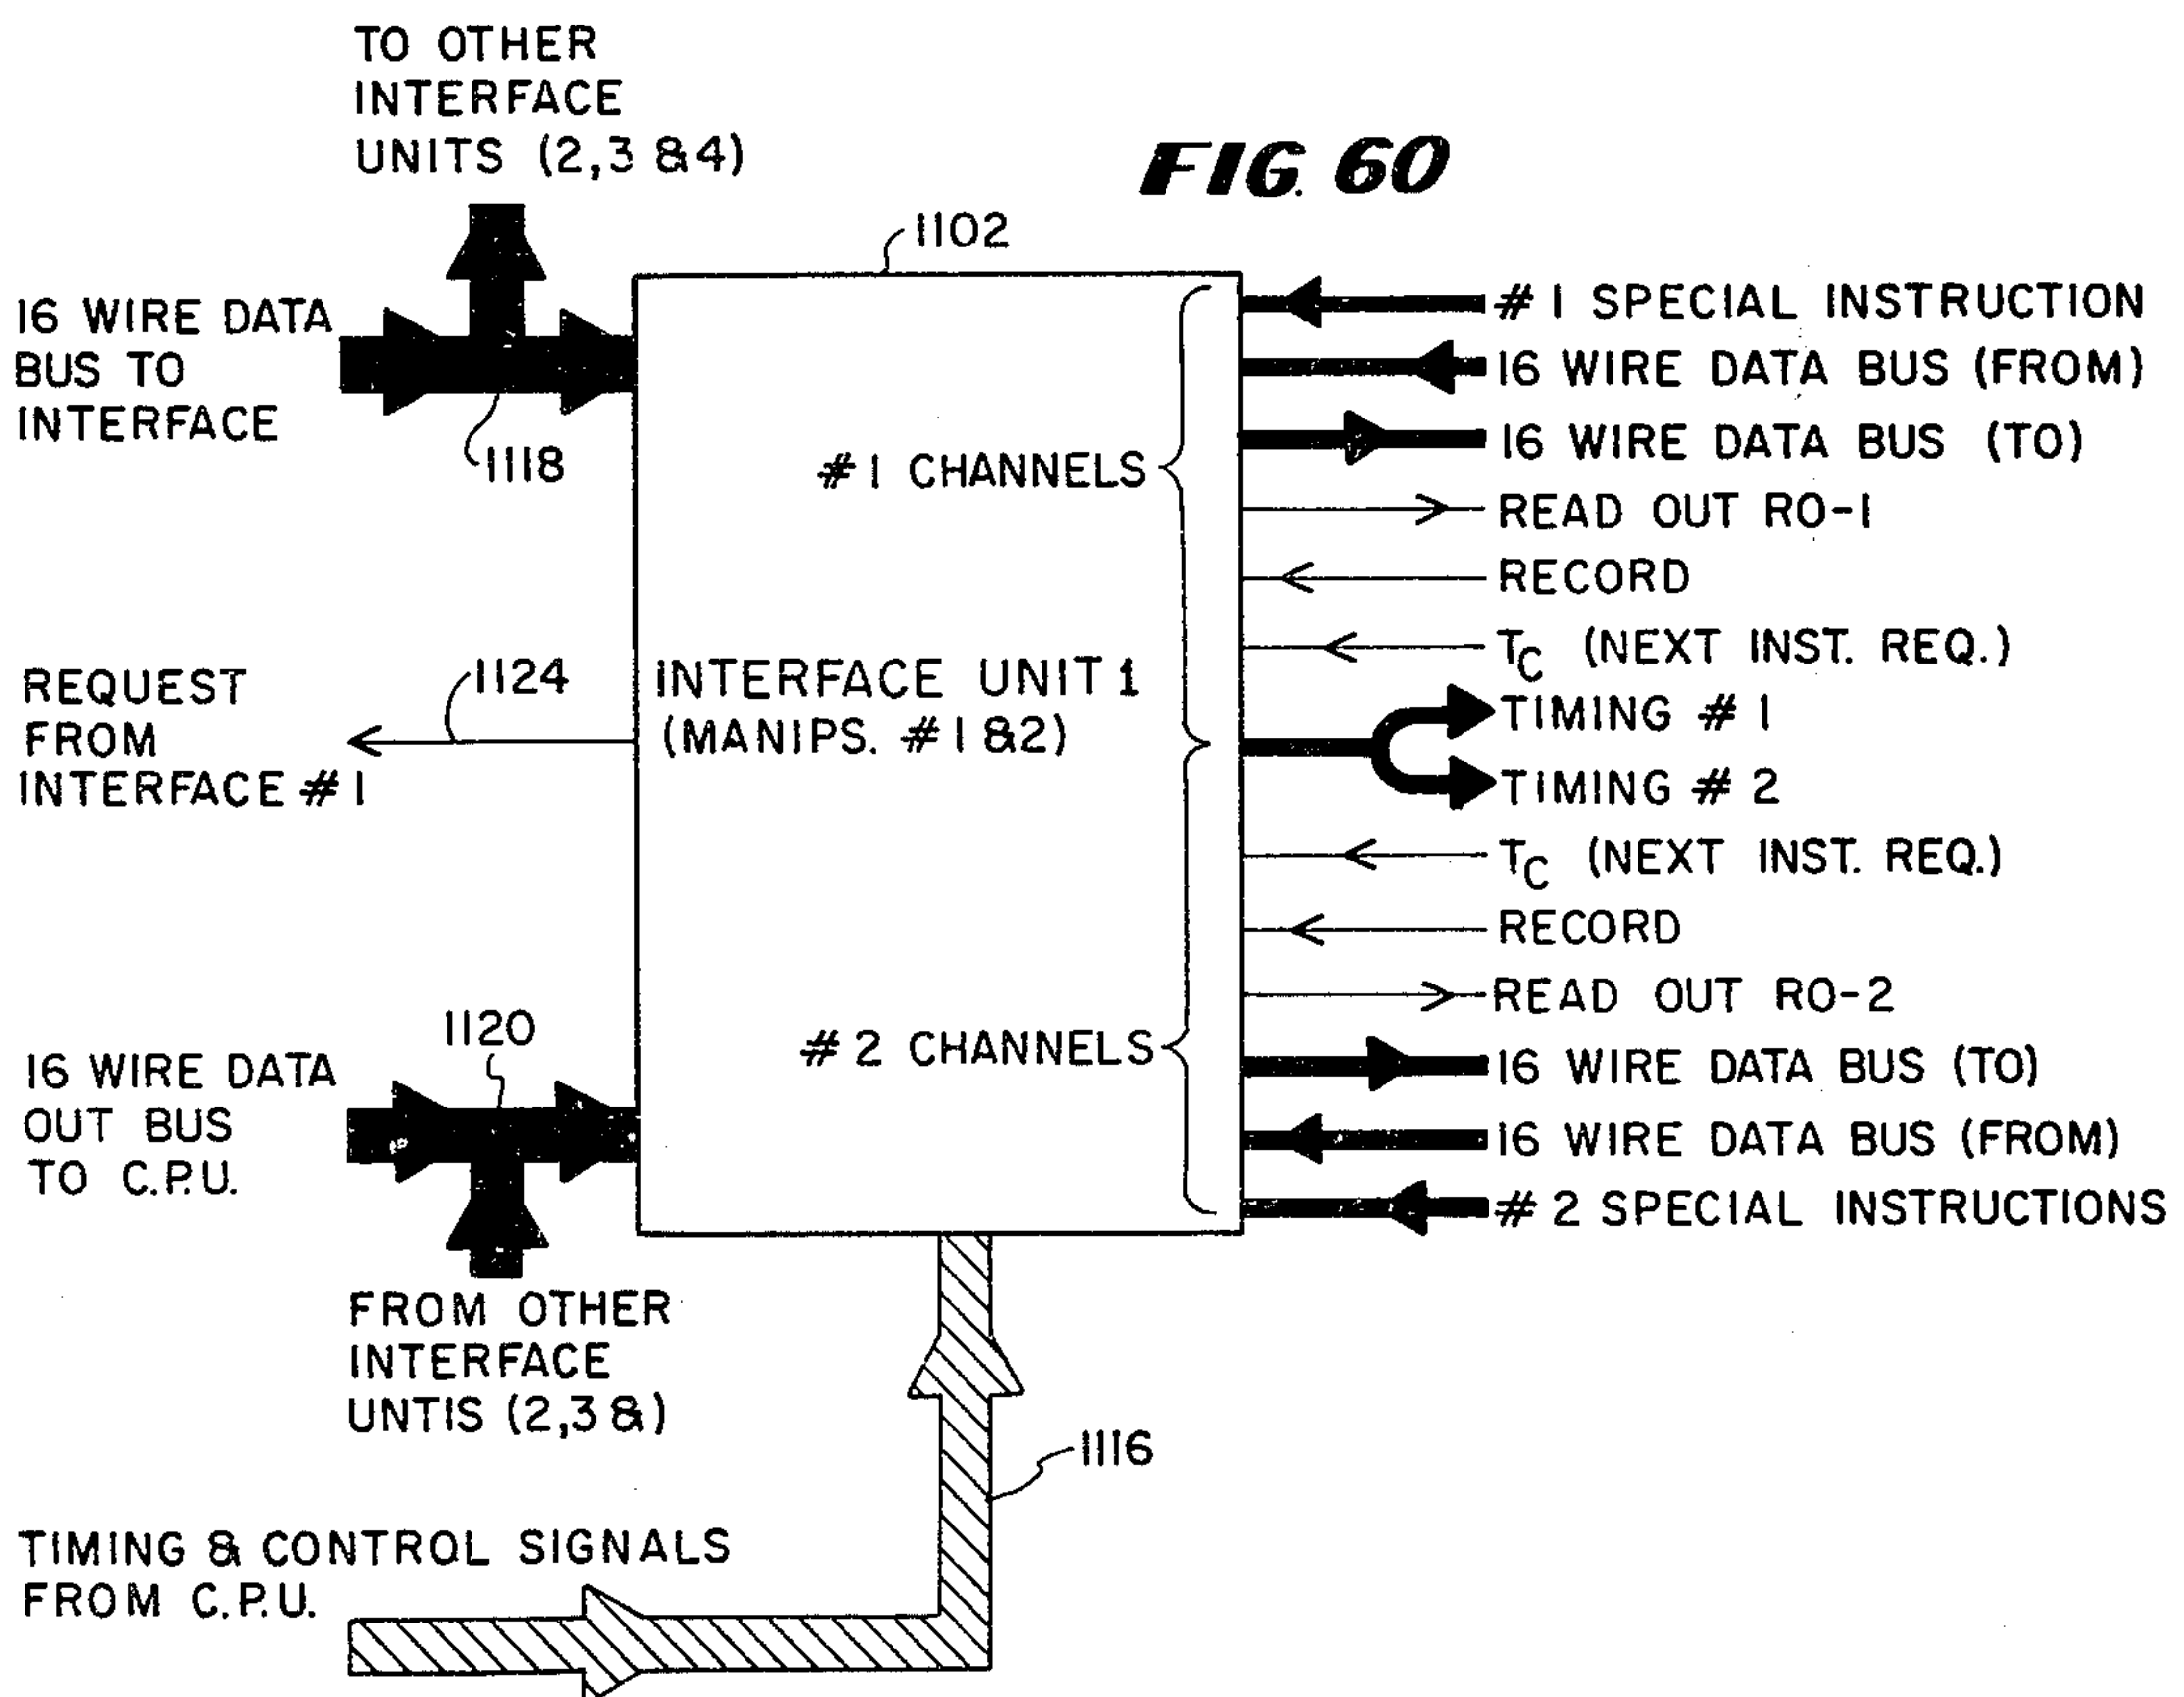 TO OTHER
INTERFACE
UNITS (2,3 &4)
FIG. 60
1102
16 WIRE DATA
BUS TO
INTERFACE
1118
REQUEST
FROM
INTERFACE #1
1124
1120
16 WIRE DATA
OUT BUS
TO C.P.U.
FROM OTHER
INTERFACE
UNTIS (2,3 &)
TIMING & CONTROL SIGNALS
FROM C.P.U.
1116
#1 CHANNELS
INTERFACE UNIT 1
(MANIPS. #1 &2)
#2 CHANNELS
#1 SPECIAL INSTRUCTION
16 WIRE DATA BUS (FROM)
16 WIRE DATA BUS (TO)
READ OUT RO-1
RECORD
TC (NEXT INST. REQ.)
TIMING #1
TIMING #2
TC (NEXT INST. REQ.)
RECORD
READ OUT RO-2
16 WIRE DATA BUS (TO)
16 WIRE DATA BUS (FROM)
#2 SPECIAL INSTRUCTIONS